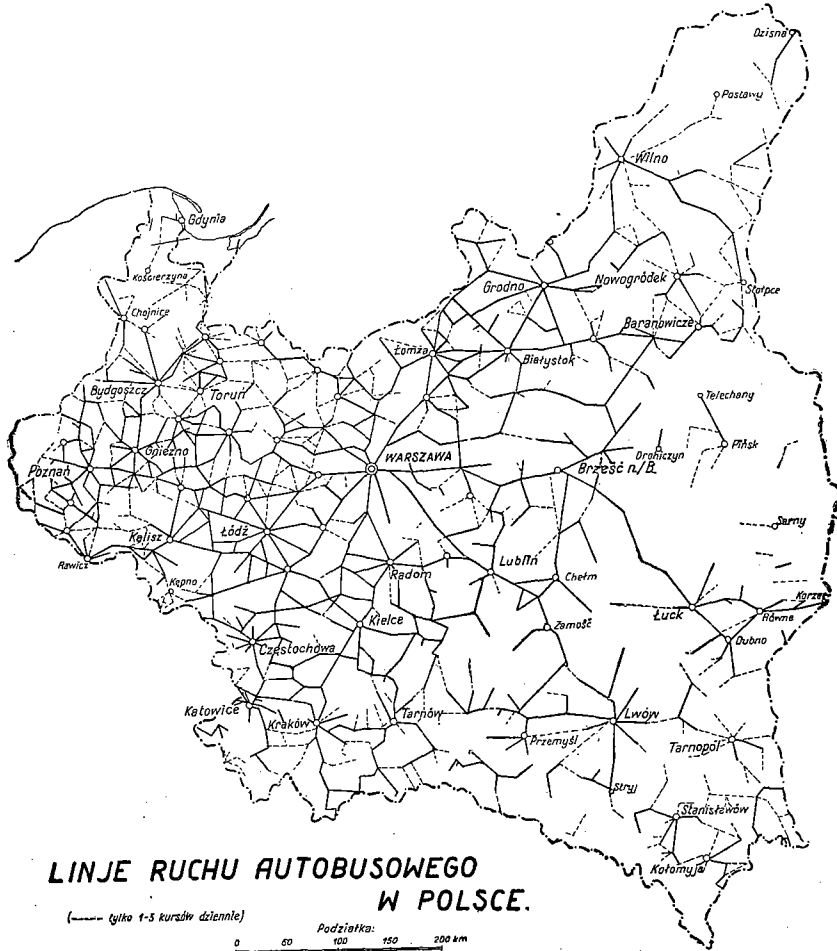 Dzisna
Postawy
Wilno
Gdynia
Kościerzyna
Grodno
Nowogródek
Stołpce
Chojnice
Baranowicze
Łomża
Białystok
Bydgoszcz
Toruń
Telechany
Gniezno
Drohiczyn
Pińsk
Poznań
WARSZAWA
Brześć n/B.
Sarny
Kalisz
Łódź
Rawicz
Radom
Lublin
Chełm
Kępno
Korzec
Łuck
Równe
Kielce
Zamość
Dubno
Częstochowa
Katowice
Kraków
Tarnów
Lwów
Przemyśl
Tarnopol
Stryj
Stanisławów
Kołomyja
LINJE RUCHU AUTOBUSOWEGO
W POLSCE.
(---- tylko 1-5 kursów dziennie)
Podziałka:
0 50 100 150 200 km